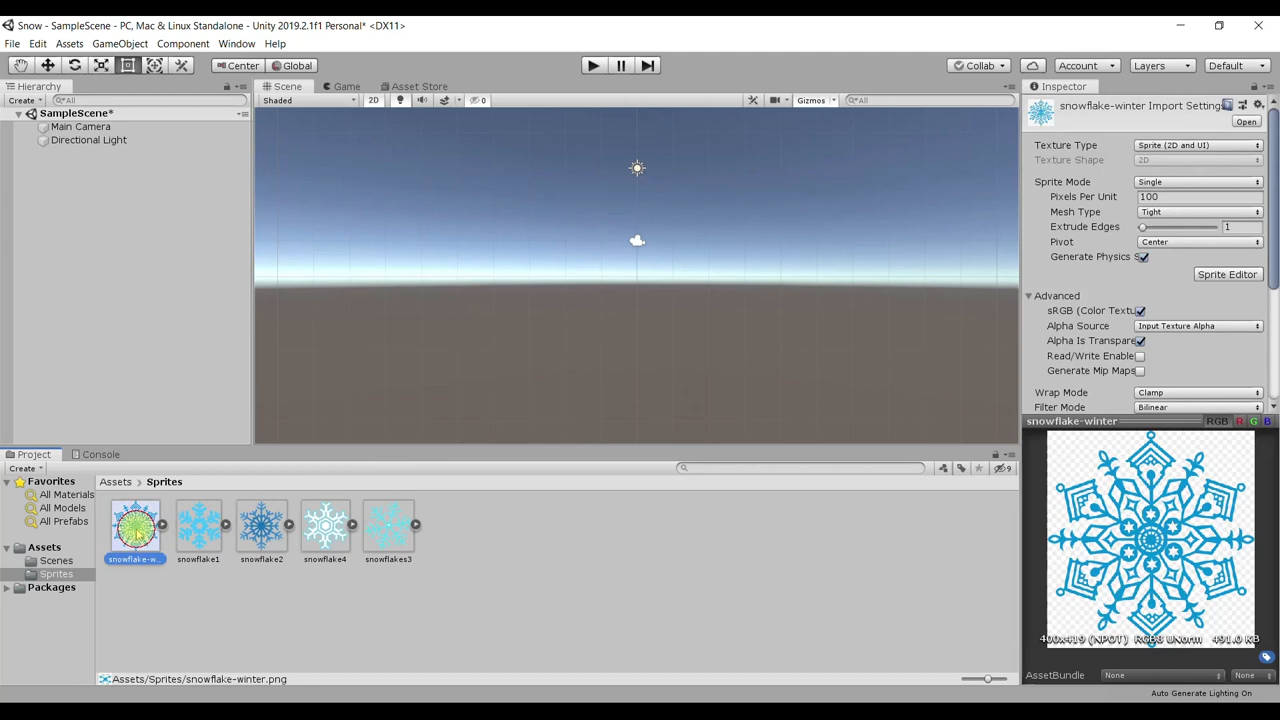 Snow - SampleScene - PC, Mac & Linux Standalone - Unity 2019.2.1f1 Personal* <DX11>
File Edit Assets GameObject Component Window Help
Center Global Collab Account Layers Default
Hierarchy Scene Game Asset Store Inspector
Create All Shaded 2D 0 Gizmos All
SampleScene*
Main Camera
Directional Light
snowflake-winter Import Settings
Open
Texture Type Sprite (2D and UI)
Texture Shape 2D
Sprite Mode Single
Pixels Per Unit 100
Mesh Type Tight
Extrude Edges 1
Pivot Center
Generate Physics S
Sprite Editor
Advanced
sRGB (Color Textu
Alpha Source Input Texture Alpha
Alpha Is Transpare
Read/Write Enable
Generate Mip Maps
Wrap Mode Clamp
Filter Mode Bilinear
snowflake-winter RGB R G B
Project Console
Create 9
Favorites
All Materials
All Models
All Prefabs
Assets
Scenes
Sprites
Packages
Assets Sprites
snowflake-w... snowflake1 snowflake2 snowflake4 snowflakes3
Assets/Sprites/snowflake-winter.png
400x419 (NPOT) RGB8 UNorm 491.0 KB
AssetBundle None None
Auto Generate Lighting On